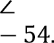 ∠
– 54.